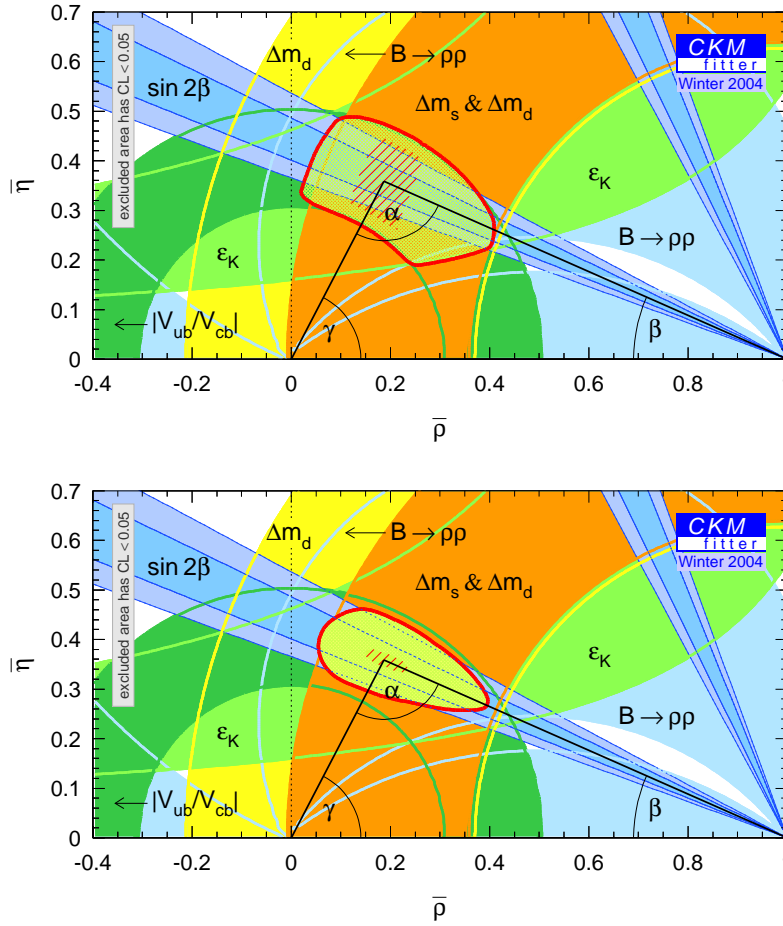 0.7
0.6
0.5
0.4
0.3
0.2
0.1
0
η̅
excluded area has CL < 0.05
Δm_d
B → ρρ
sin 2β
Δm_s & Δm_d
CKM
fitter
Winter 2004
ε_K
α
B → ρρ
ε_K
|V_ub/V_cb|
γ
β
-0.4 -0.2 0 0.2 0.4 0.6 0.8 1
ρ̅
0.7
0.6
0.5
0.4
0.3
0.2
0.1
0
η̅
excluded area has CL < 0.05
Δm_d
B → ρρ
sin 2β
Δm_s & Δm_d
CKM
fitter
Winter 2004
ε_K
α
B → ρρ
ε_K
|V_ub/V_cb|
γ
β
-0.4 -0.2 0 0.2 0.4 0.6 0.8 1
ρ̅